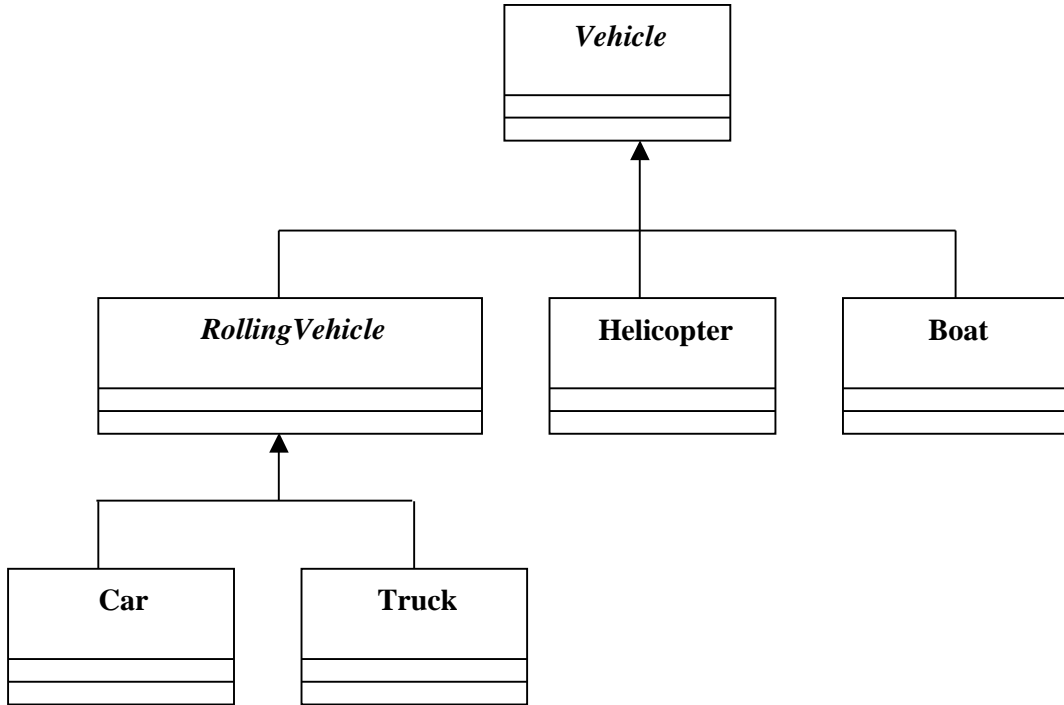 Vehicle
RollingVehicle
Helicopter
Boat
Car
Truck